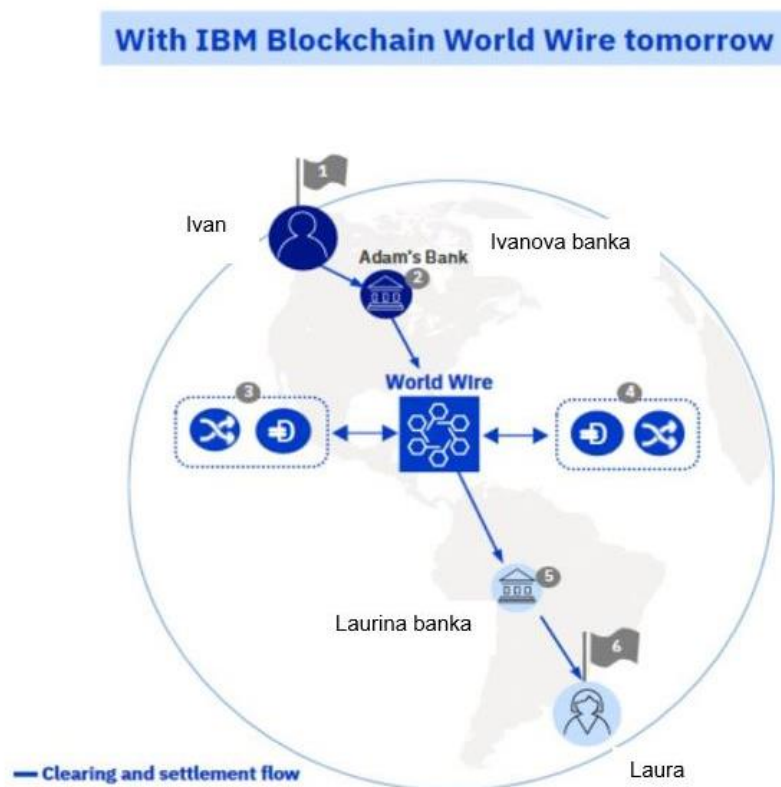 With IBM Blockchain World Wire tomorrow
1
Ivan
Ivanova banka
Adam's Bank
2
World Wire
3
4
5
Laurina banka
6
Laura
Clearing and settlement flow